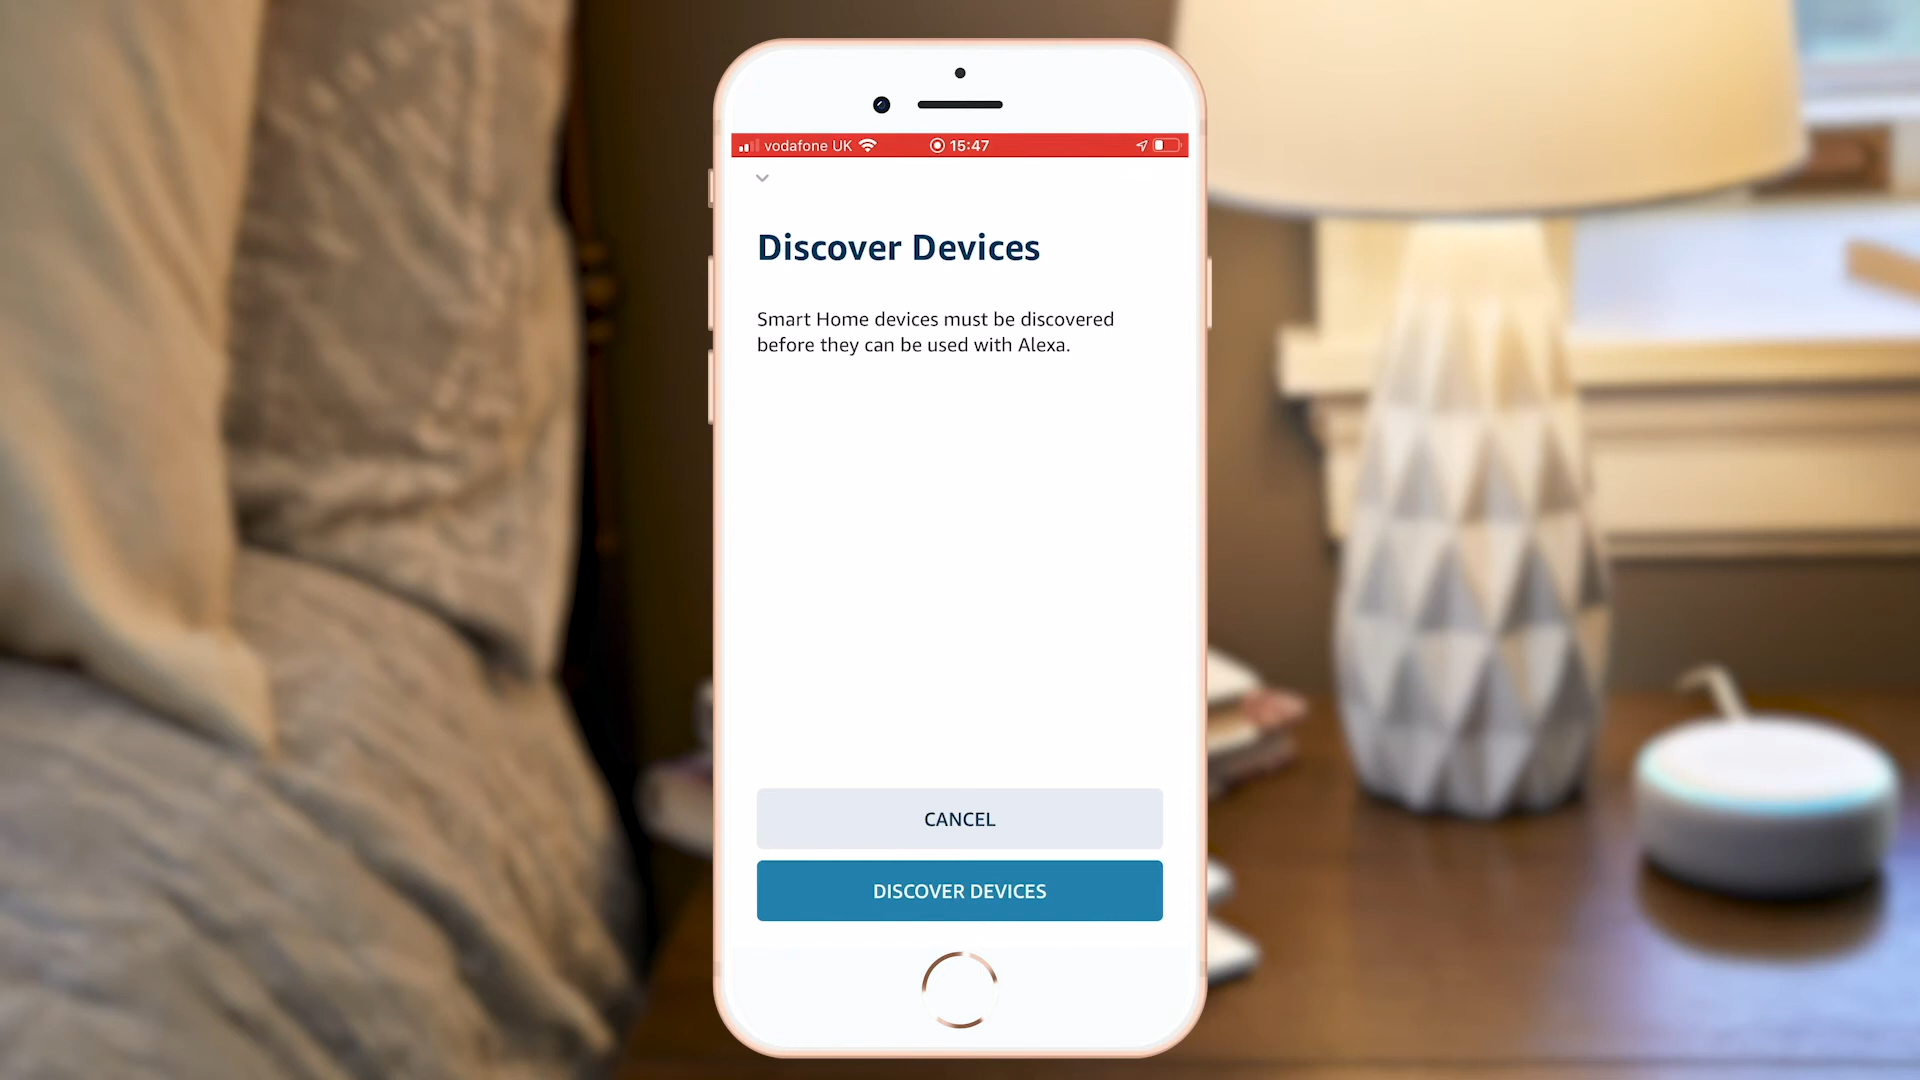 vodafone UK 15:47
Discover Devices
Smart Home devices must be discovered
before they can be used with Alexa.
CANCEL
DISCOVER DEVICES